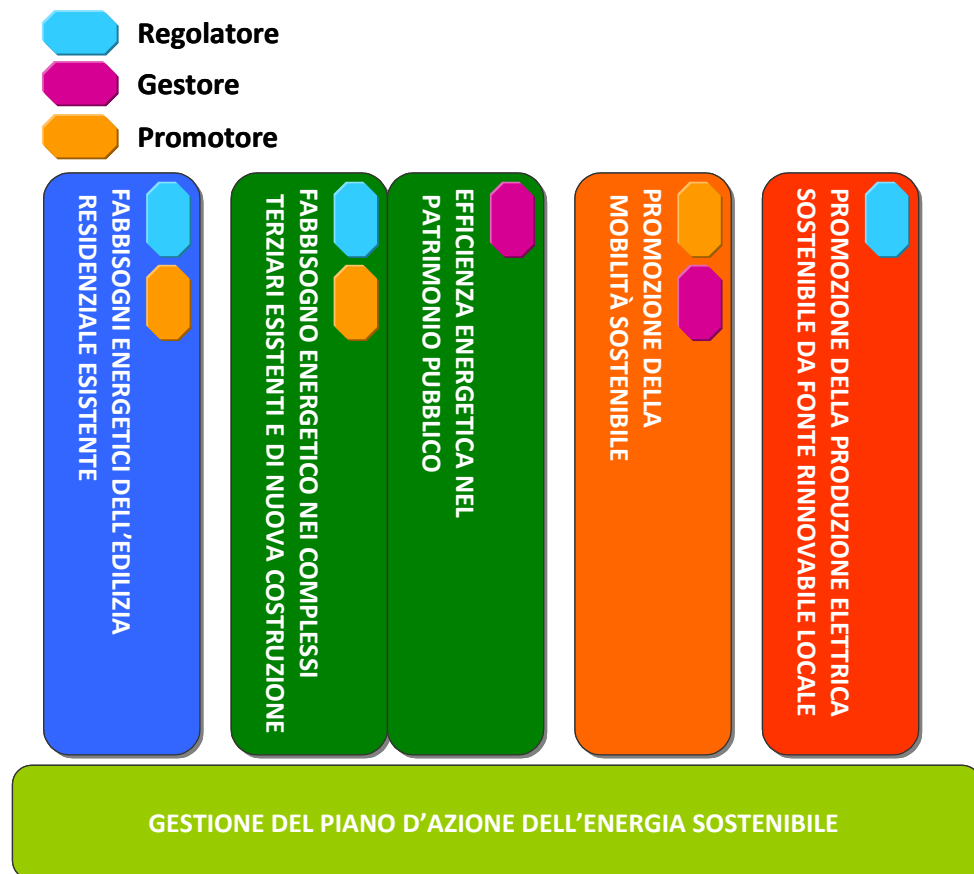 Regolatore
Gestore
Promotore
FABBISOGNI ENERGETICI DELL’EDILIZIA
RESIDENZIALE ESISTENTE
FABBISOGNO ENERGETICO NEI COMPLESSI
TERZIARI ESISTENTI E DI NUOVA COSTRUZIONE
EFFICIENZA ENERGETICA NEL
PATRIMONIO PUBBLICO
PROMOZIONE DELLA
MOBILITÀ SOSTENIBILE
PROMOZIONE DELLA PRODUZIONE ELETTRICA
SOSTENIBILE DA FONTE RINNOVABILE LOCALE
GESTIONE DEL PIANO D’AZIONE DELL’ENERGIA SOSTENIBILE